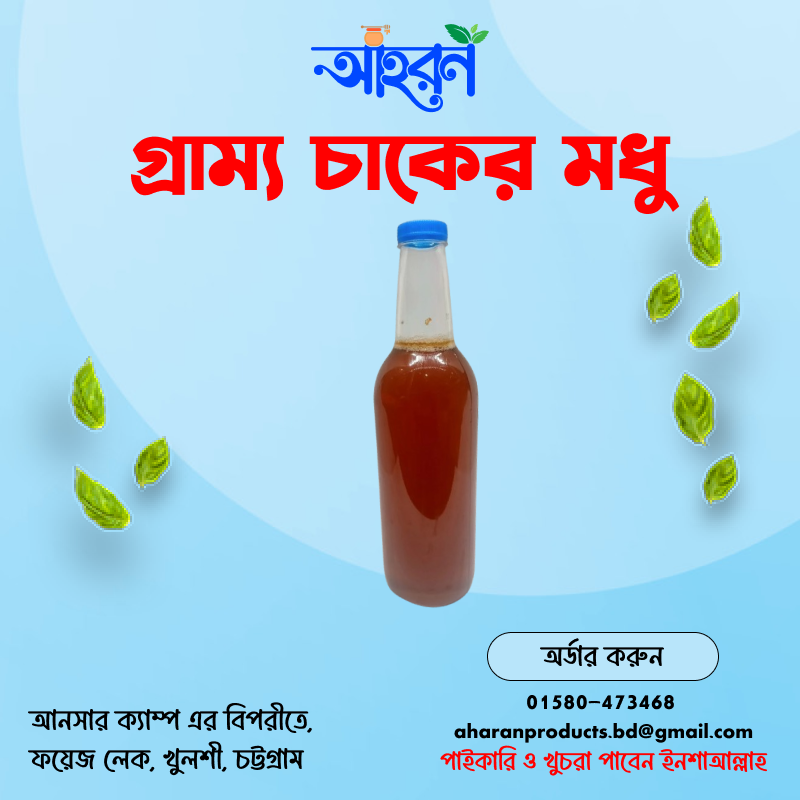 আহরন
গ্রাম্য চাকের মধু
অর্ডার করুন
01580-473468
aharanproducts.bd@gmail.com
পাইকারি ও খুচরা পাবেন ইনশাআল্লাহ
আনসার ক্যাম্প এর বিপরীতে,
ফয়েজ লেক, খুলশী, চট্টগ্রাম